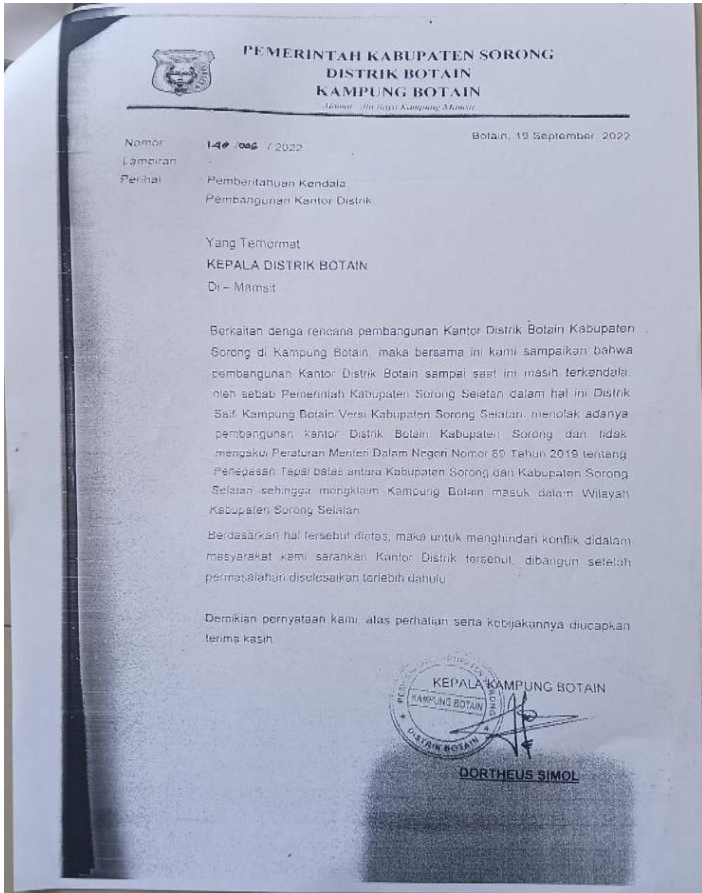 PEMERINTAH KABUPATEN SORONG
DISTRIK BOTAIN
KAMPUNG BOTAIN
Alamat : Jln Raya Kampung Mamsit
Botain, 19 September 2022
Nomor 140 /006 / 2022
Lampiran
Perihal Pemberitahuan Kendala
Pembangunan Kantor Distrik
Yang Terhormat
KEPALA DISTRIK BOTAIN
Di – Mamsit
Berkaitan denga rencana pembangunan Kantor Distrik Botain Kabupaten
Sorong di Kampung Botain, maka bersama ini kami sampaikan bahwa
pembangunan Kantor Distrik Botain sampai saat ini masih terkendala,
oleh sebab Pemerintah Kabupaten Sorong Selatan dalam hal ini Distrik
Saifi Kampung Botain Versi Kabupaten Sorong Selatan, menolak adanya
pembangunan kantor Distrik Botain Kabupaten Sorong dan tidak
mengakui Peraturan Menteri Dalam Negeri Nomor 89 Tahun 2019 tentang
Penegasan Tapal batas antara Kabupaten Sorong dan Kabupaten Sorong
Selatan sehingga mengklaim Kampung Botain masuk dalam Wilayah
Kabupaten Sorong Selatan
Berdasarkan hal tersebut diatas, maka untuk menghindari konflik didalam
masyarakat kami sarankan Kantor Distrik tersebut, dibangun setelah
permasalahan diselesaikan terlebih dahulu
Demikian pernyataan kami, atas perhatian serta kebijakannya diucapkan
terima kasih
KEPALA KAMPUNG BOTAIN
KAMPUNG BOTAIN
DISTRIK BOTAIN
DORTHEUS SIMOL